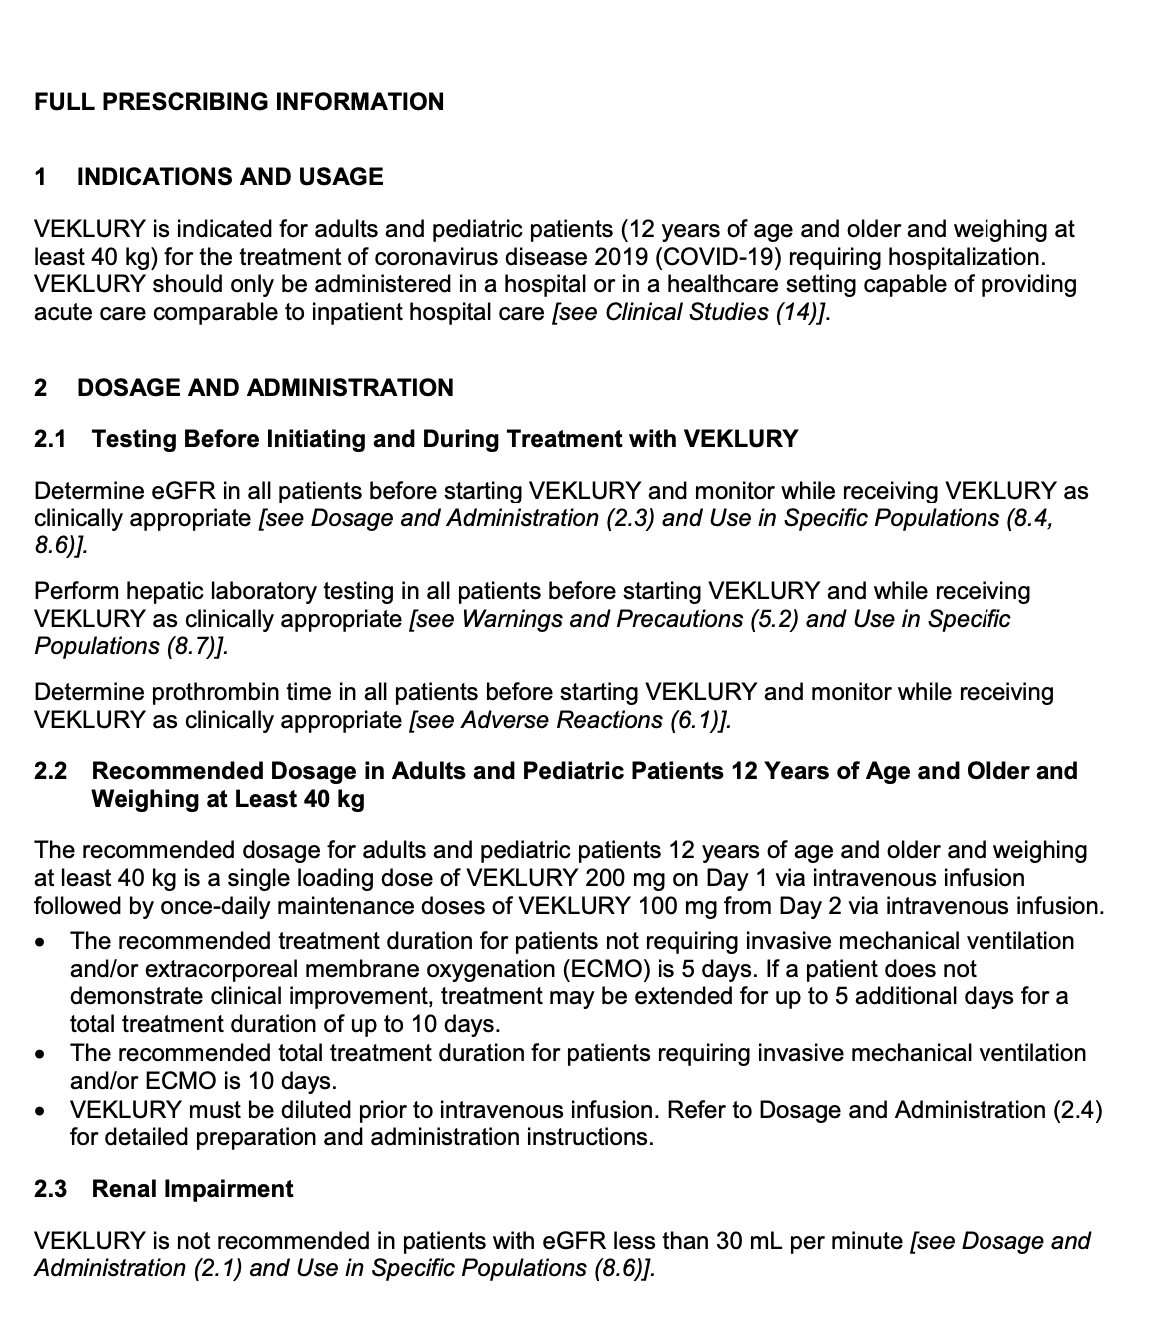 FULL PRESCRIBING INFORMATION
1 INDICATIONS AND USAGE
VEKLURY is indicated for adults and pediatric patients (12 years of age and older and weighing at
least 40 kg) for the treatment of coronavirus disease 2019 (COVID-19) requiring hospitalization.
VEKLURY should only be administered in a hospital or in a healthcare setting capable of providing
acute care comparable to inpatient hospital care [see Clinical Studies (14)].
2 DOSAGE AND ADMINISTRATION
2.1 Testing Before Initiating and During Treatment with VEKLURY
Determine eGFR in all patients before starting VEKLURY and monitor while receiving VEKLURY as
clinically appropriate [see Dosage and Administration (2.3) and Use in Specific Populations (8.4,
8.6)].
Perform hepatic laboratory testing in all patients before starting VEKLURY and while receiving
VEKLURY as clinically appropriate [see Warnings and Precautions (5.2) and Use in Specific
Populations (8.7)].
Determine prothrombin time in all patients before starting VEKLURY and monitor while receiving
VEKLURY as clinically appropriate [see Adverse Reactions (6.1)].
2.2 Recommended Dosage in Adults and Pediatric Patients 12 Years of Age and Older and
Weighing at Least 40 kg
The recommended dosage for adults and pediatric patients 12 years of age and older and weighing
at least 40 kg is a single loading dose of VEKLURY 200 mg on Day 1 via intravenous infusion
followed by once-daily maintenance doses of VEKLURY 100 mg from Day 2 via intravenous infusion.
• The recommended treatment duration for patients not requiring invasive mechanical ventilation
and/or extracorporeal membrane oxygenation (ECMO) is 5 days. If a patient does not
demonstrate clinical improvement, treatment may be extended for up to 5 additional days for a
total treatment duration of up to 10 days.
• The recommended total treatment duration for patients requiring invasive mechanical ventilation
and/or ECMO is 10 days.
• VEKLURY must be diluted prior to intravenous infusion. Refer to Dosage and Administration (2.4)
for detailed preparation and administration instructions.
2.3 Renal Impairment
VEKLURY is not recommended in patients with eGFR less than 30 mL per minute [see Dosage and
Administration (2.1) and Use in Specific Populations (8.6)].